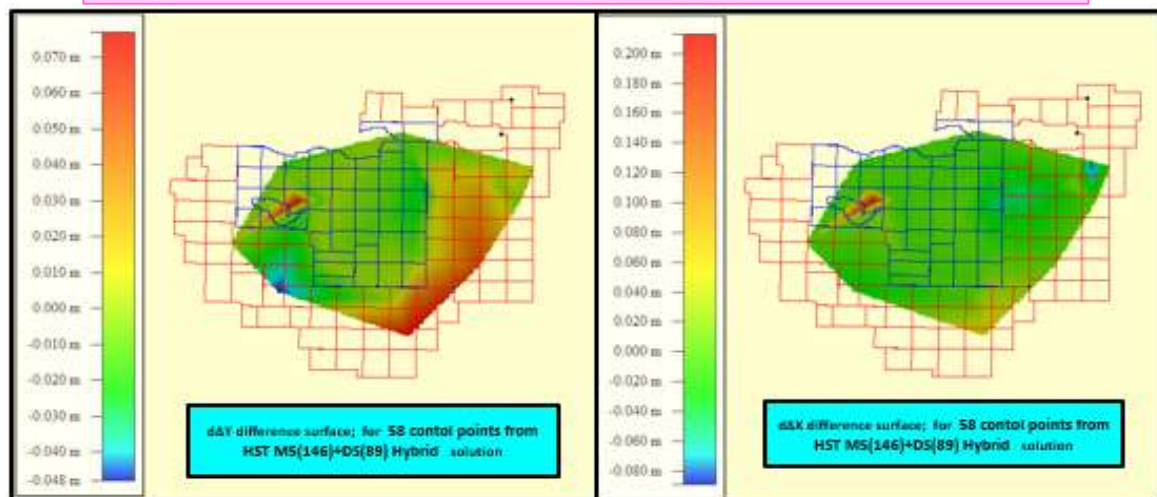 0.070 m
0.060 m
0.050 m
0.040 m
0.030 m
0.020 m
0.010 m
0.000 m
-0.010 m
-0.020 m
-0.030 m
-0.040 m
-0.048 m
dΔY difference surface; for 58 contol points from
HST MS(146)+DS(89) Hybrid solution
0.200 m
0.180 m
0.160 m
0.140 m
0.120 m
0.100 m
0.080 m
0.060 m
0.040 m
0.020 m
0.000 m
-0.020 m
-0.040 m
-0.060 m
-0.080 m
dΔX difference surface; for 58 contol points from
HST MS(146)+DS(89) Hybrid solution